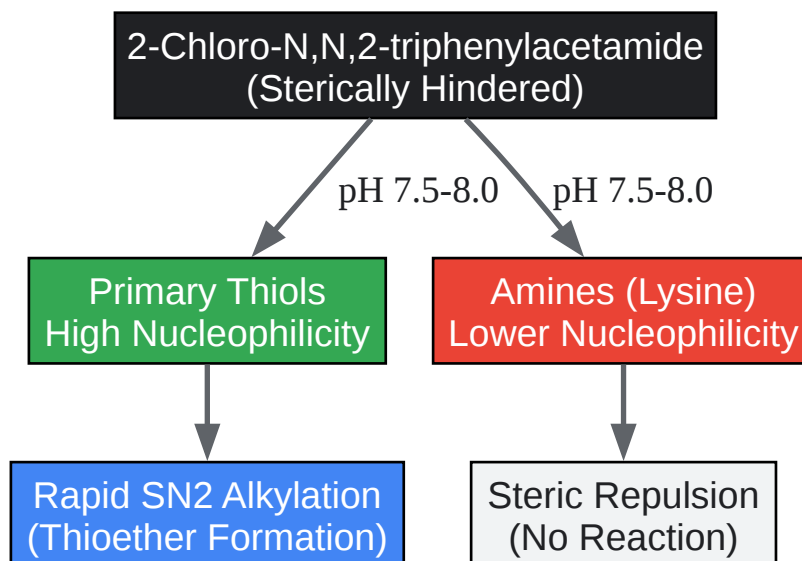 2-Chloro-N,N,2-triphenylacetamide
(Sterically Hindered)
pH 7.5-8.0
pH 7.5-8.0
Primary Thiols
High Nucleophilicity
Amines (Lysine)
Lower Nucleophilicity
Rapid SN2 Alkylation
(Thioether Formation)
Steric Repulsion
(No Reaction)